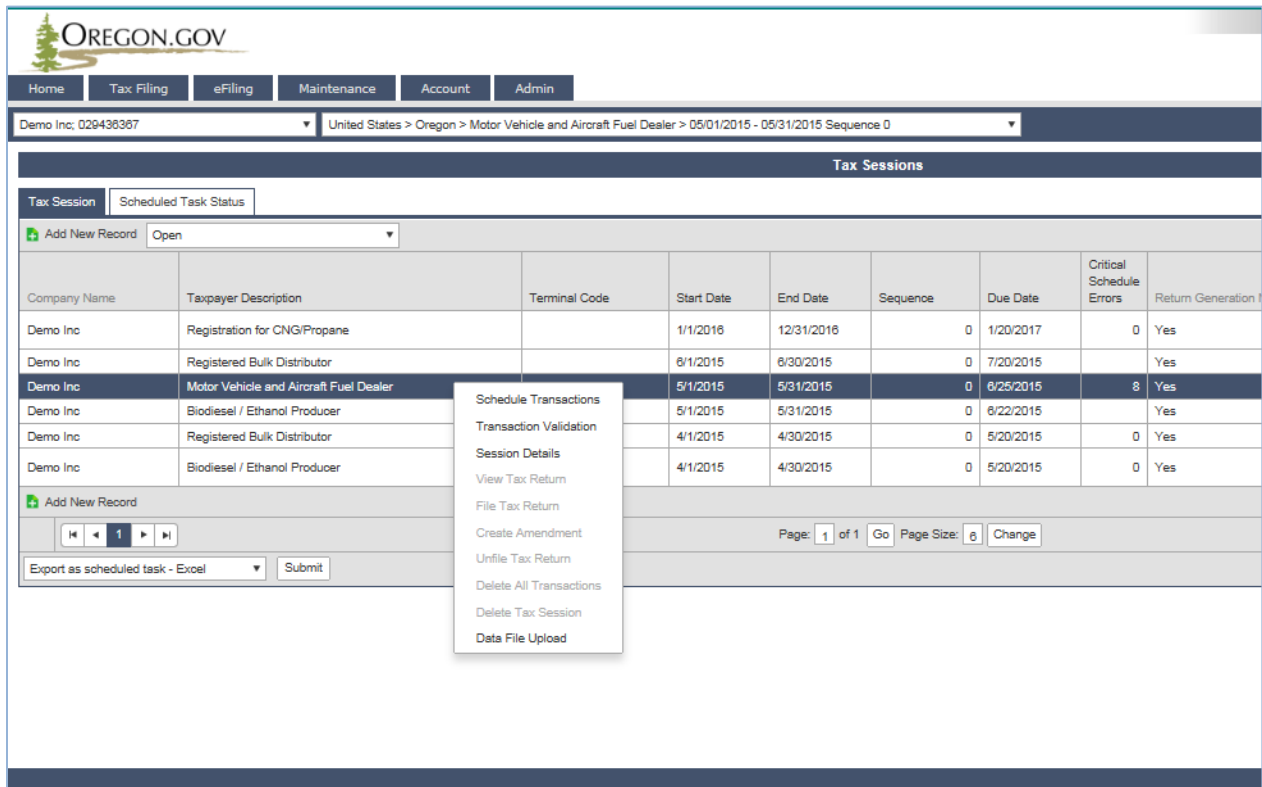 OREGON.GOV
Home Tax Filing eFiling Maintenance Account Admin
Demo Inc; 029436367 United States > Oregon > Motor Vehicle and Aircraft Fuel Dealer > 05/01/2015 - 05/31/2015 Sequence 0
Tax Sessions
Tax Session Scheduled Task Status
Add New Record Open
Company Name Taxpayer Description Terminal Code Start Date End Date Sequence Due Date Critical Schedule Errors Return Generation
Demo Inc Registration for CNG/Propane 1/1/2016 12/31/2016 0 1/20/2017 0 Yes
Demo Inc Registered Bulk Distributor 6/1/2015 6/30/2015 0 7/20/2015 Yes
Demo Inc Motor Vehicle and Aircraft Fuel Dealer 5/1/2015 5/31/2015 0 6/25/2015 8 Yes
Demo Inc Biodiesel / Ethanol Producer 5/1/2015 5/31/2015 0 6/22/2015 Yes
Demo Inc Registered Bulk Distributor 4/1/2015 4/30/2015 0 5/20/2015 0 Yes
Demo Inc Biodiesel / Ethanol Producer 4/1/2015 4/30/2015 0 5/20/2015 0 Yes
Schedule Transactions
Transaction Validation
Session Details
View Tax Return
File Tax Return
Create Amendment
Unfile Tax Return
Delete All Transactions
Delete Tax Session
Data File Upload
Add New Record
1 Page: 1 of 1 Go Page Size: 6 Change
Export as scheduled task - Excel Submit